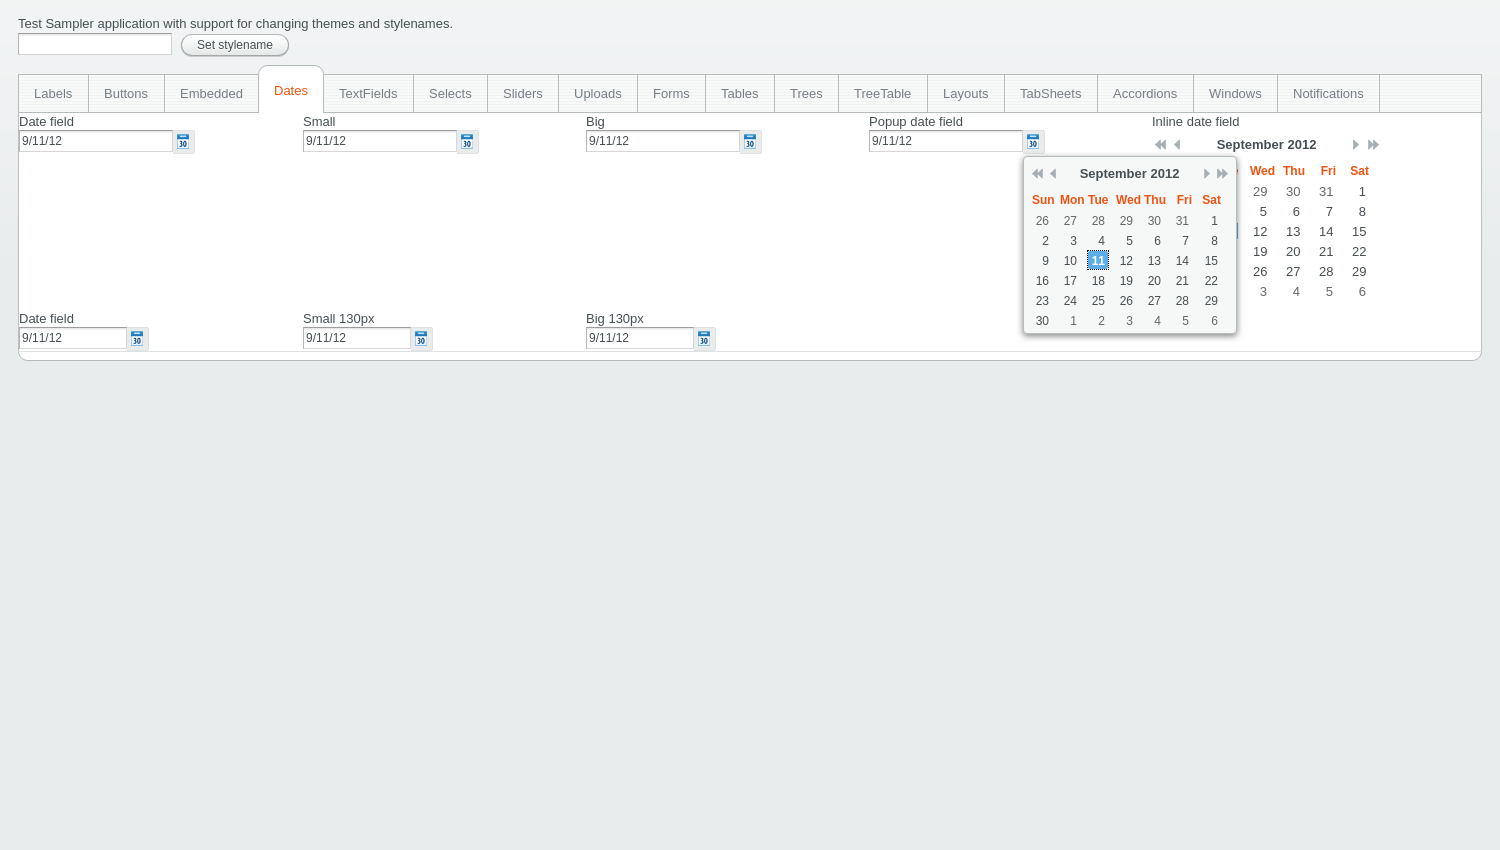 Test Sampler application with support for changing themes and stylenames.
Set stylename
Labels Buttons Embedded Dates TextFields Selects Sliders Uploads Forms Tables Trees TreeTable Layouts TabSheets Accordions Windows Notifications
Date field Small Big Popup date field Inline date field
9/11/12 30 9/11/12 30 9/11/12 30 9/11/12 30
September 2012
Sun Mon Tue Wed Thu Fri Sat
26 27 28 29 30 31 1
2 3 4 5 6 7 8
9 10 11 12 13 14 15
16 17 18 19 20 21 22
23 24 25 26 27 28 29
30 1 2 3 4 5 6
September 2012
Wed Thu Fri Sat
29 30 31 1
5 6 7 8
12 13 14 15
19 20 21 22
26 27 28 29
3 4 5 6
Date field Small 130px Big 130px
9/11/12 30 9/11/12 30 9/11/12 30